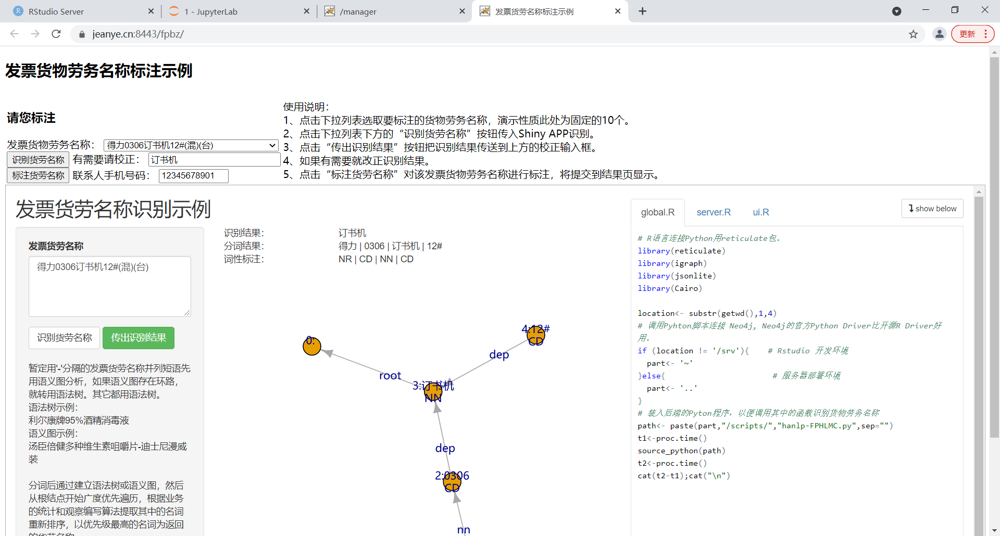 RStudio Server
1 - JupyterLab
/manager
发票货劳名称标注示例
jeanye.cn:8443/fpbz/
更新
发票货物劳务名称标注示例
请您标注
发票货物劳务名称：
得力0306订书机12#(混)(台)
识别货劳名称
有需要请校正：
订书机
标注货劳名称
联系人手机号码：
12345678901
使用说明：
1、点击下拉列表选取要标注的货物劳务名称，演示性质此处为固定的10个。
2、点击下拉列表下方的“识别货劳名称”按钮传入Shiny APP识别。
3、点击“传出识别结果”按钮把识别结果传送到上方的校正输入框。
4、如果有需要就改正识别结果。
5、点击“标注货劳名称”对该发票货物劳务名称进行标注，将提交到结果页显示。
发票货劳名称识别示例
发票货劳名称
得力0306订书机12#(混)(台)
识别货劳名称
传出识别结果
暂定用'-'分隔的发票货劳名称并列短语先
用语义图分析，如果语义图存在环路，
就转用语法树。其它都用语法树。
语法树示例：
利尔康牌95%酒精消毒液
语义图示例：
汤臣倍健多种维生素咀嚼片-迪士尼漫威
装
分词后通过建立语法树或语义图，然后
从根结点开始广度优先遍历，根据业务
的统计和观察编写算法提取其中的名词
重新排序，以优先级最高的名词为返回
的货劳名称
识别结果：
订书机
分词结果：
得力 | 0306 | 订书机 | 12#
词性标注：
NR | CD | NN | CD
0:
4:12#
CD
dep
root
3:订书机
NN
dep
2:0306
CD
nn
global.R
server.R
ui.R
show below
# R语言连接Python用reticulate包。
library(reticulate)
library(igraph)
library(jsonlite)
library(Cairo)
location<- substr(getwd(),1,4)
# 调用Pyhton脚本连接 Neo4j, Neo4j的官方Python Driver比开源R Driver好
用。
if (location != '/srv'){    # Rstudio 开发环境
  part<- '~'
}else{                      # 服务器部署环境
  part<- '..'
}
# 装入后端的Pyton程序，以便调用其中的函数识别货物劳务名称
path<- paste(part,"/scripts/","hanlp-FPHLMC.py",sep="")
t1<-proc.time()
source_python(path)
t2<-proc.time()
cat(t2-t1);cat("\n")